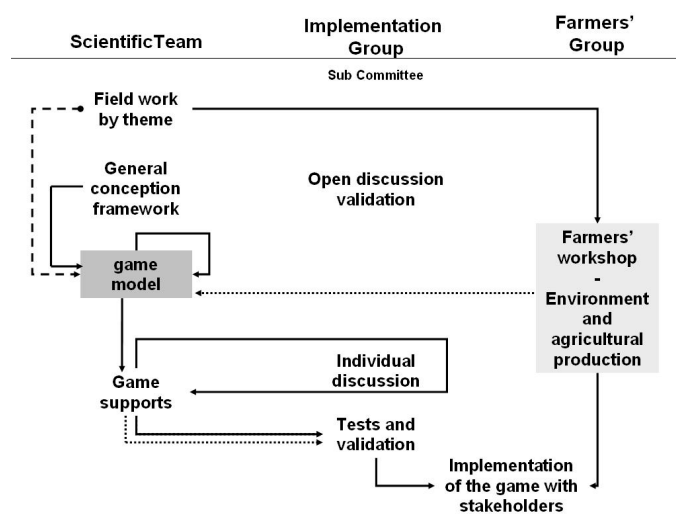 ScientificTeam
Implementation
Group
Farmers'
Group
Sub Committee
Field work
by theme
General
conception
framework
Open discussion
validation
Farmers'
workshop
-
Environment
and
agricultural
production
game
model
Individual
discussion
Game
supports
Tests and
validation
Implementation
of the game with
stakeholders